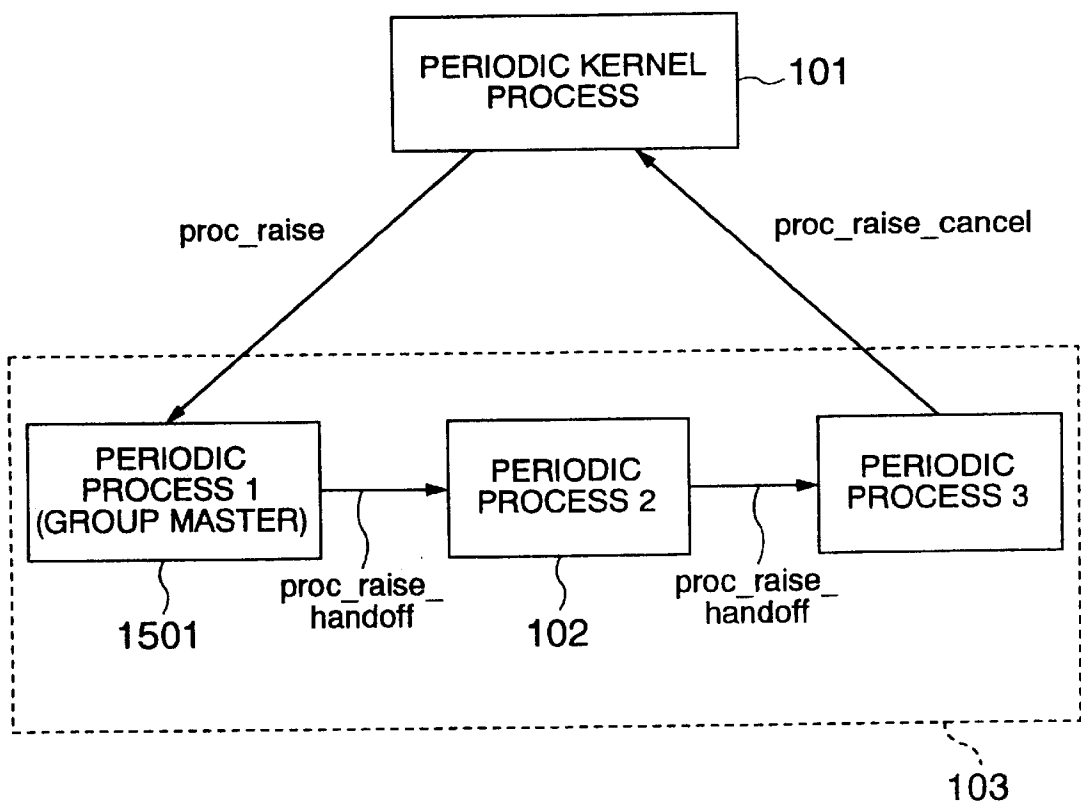 PERIODIC KERNEL
PROCESS
101
proc_raise
proc_raise_cancel
PERIODIC
PROCESS 1
(GROUP MASTER)
PERIODIC
PROCESS 2
PERIODIC
PROCESS 3
proc_raise_
handoff
proc_raise_
handoff
1501
102
103